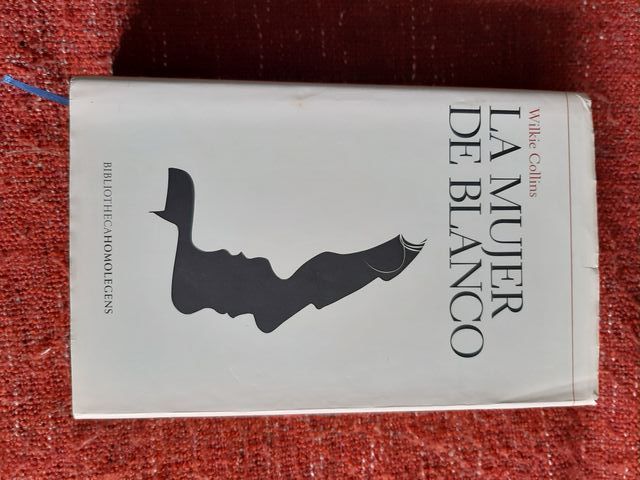 Wilkie Collins
LA MUJER
DE BLANCO
BIBLIOTHECAHOMOLEGENS